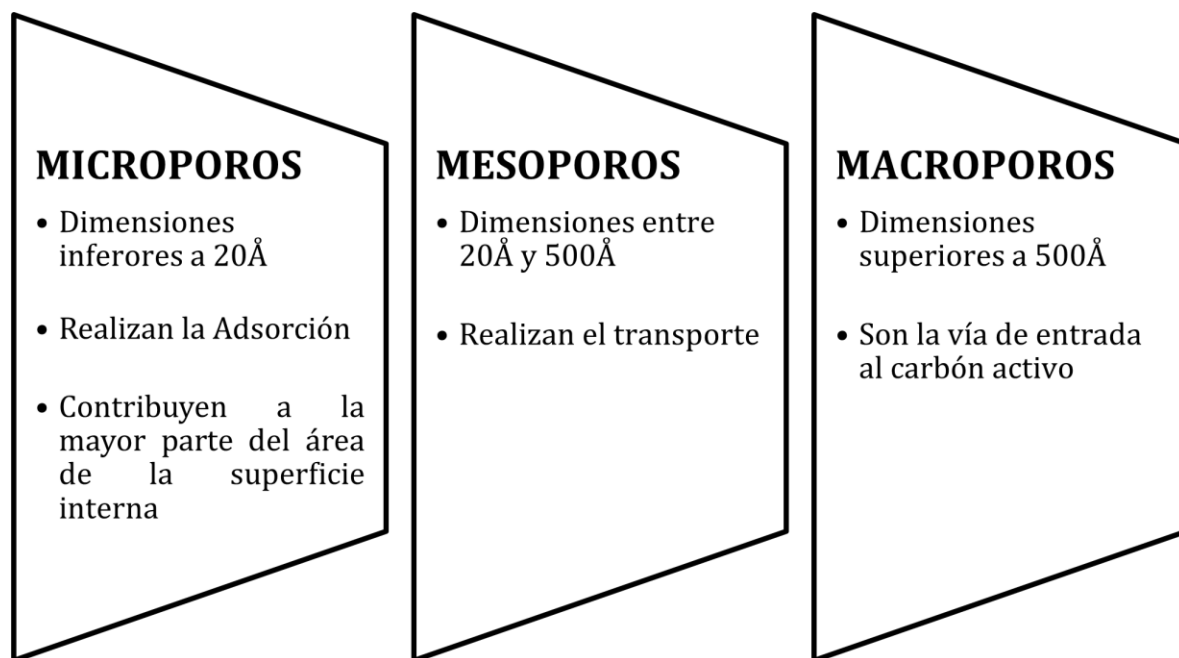 MICROPOROS
• Dimensiones
inferores a 20Å
• Realizan la Adsorción
• Contribuyen a la
mayor parte del área
de la superficie
interna
MESOPOROS
• Dimensiones entre
20Å y 500Å
• Realizan el transporte
MACROPOROS
• Dimensiones
superiores a 500Å
• Son la vía de entrada
al carbón activo